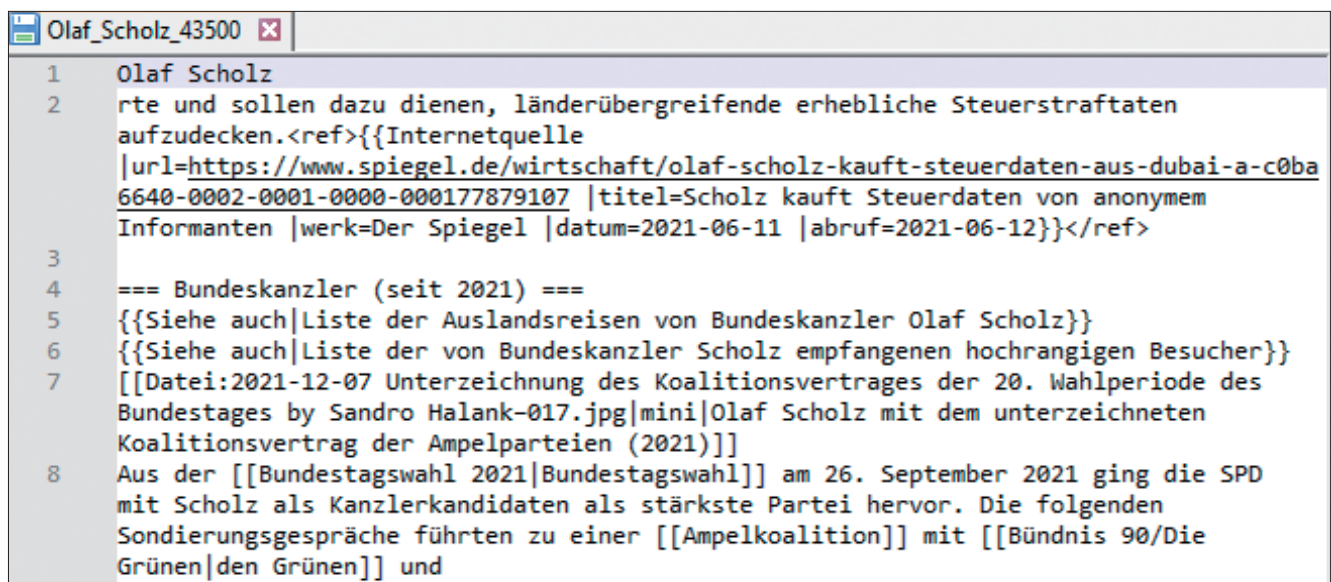 Olaf_Scholz_43500
1 Olaf Scholz
2 rte und sollen dazu dienen, länderübergreifende erhebliche Steuerstraftaten
aufzudecken.<ref>{{Internetquelle
|url=https://www.spiegel.de/wirtschaft/olaf-scholz-kauft-steuerdaten-aus-dubai-a-c0ba
6640-0002-0001-0000-000177879107 |titel=Scholz kauft Steuerdaten von anonymem
Informanten |werk=Der Spiegel |datum=2021-06-11 |abruf=2021-06-12}}</ref>
3
4 === Bundeskanzler (seit 2021) ===
5 {{Siehe auch|Liste der Auslandsreisen von Bundeskanzler Olaf Scholz}}
6 {{Siehe auch|Liste der von Bundeskanzler Scholz empfangenen hochrangigen Besucher}}
7 [[Datei:2021-12-07 Unterzeichnung des Koalitionsvertrages der 20. Wahlperiode des
Bundestages by Sandro Halank–017.jpg|mini|Olaf Scholz mit dem unterzeichneten
Koalitionsvertrag der Ampelparteien (2021)]]
8 Aus der [[Bundestagswahl 2021|Bundestagswahl]] am 26. September 2021 ging die SPD
mit Scholz als Kanzlerkandidaten als stärkste Partei hervor. Die folgenden
Sondierungsgespräche führten zu einer [[Ampelkoalition]] mit [[Bündnis 90/Die
Grünen|den Grünen]] und